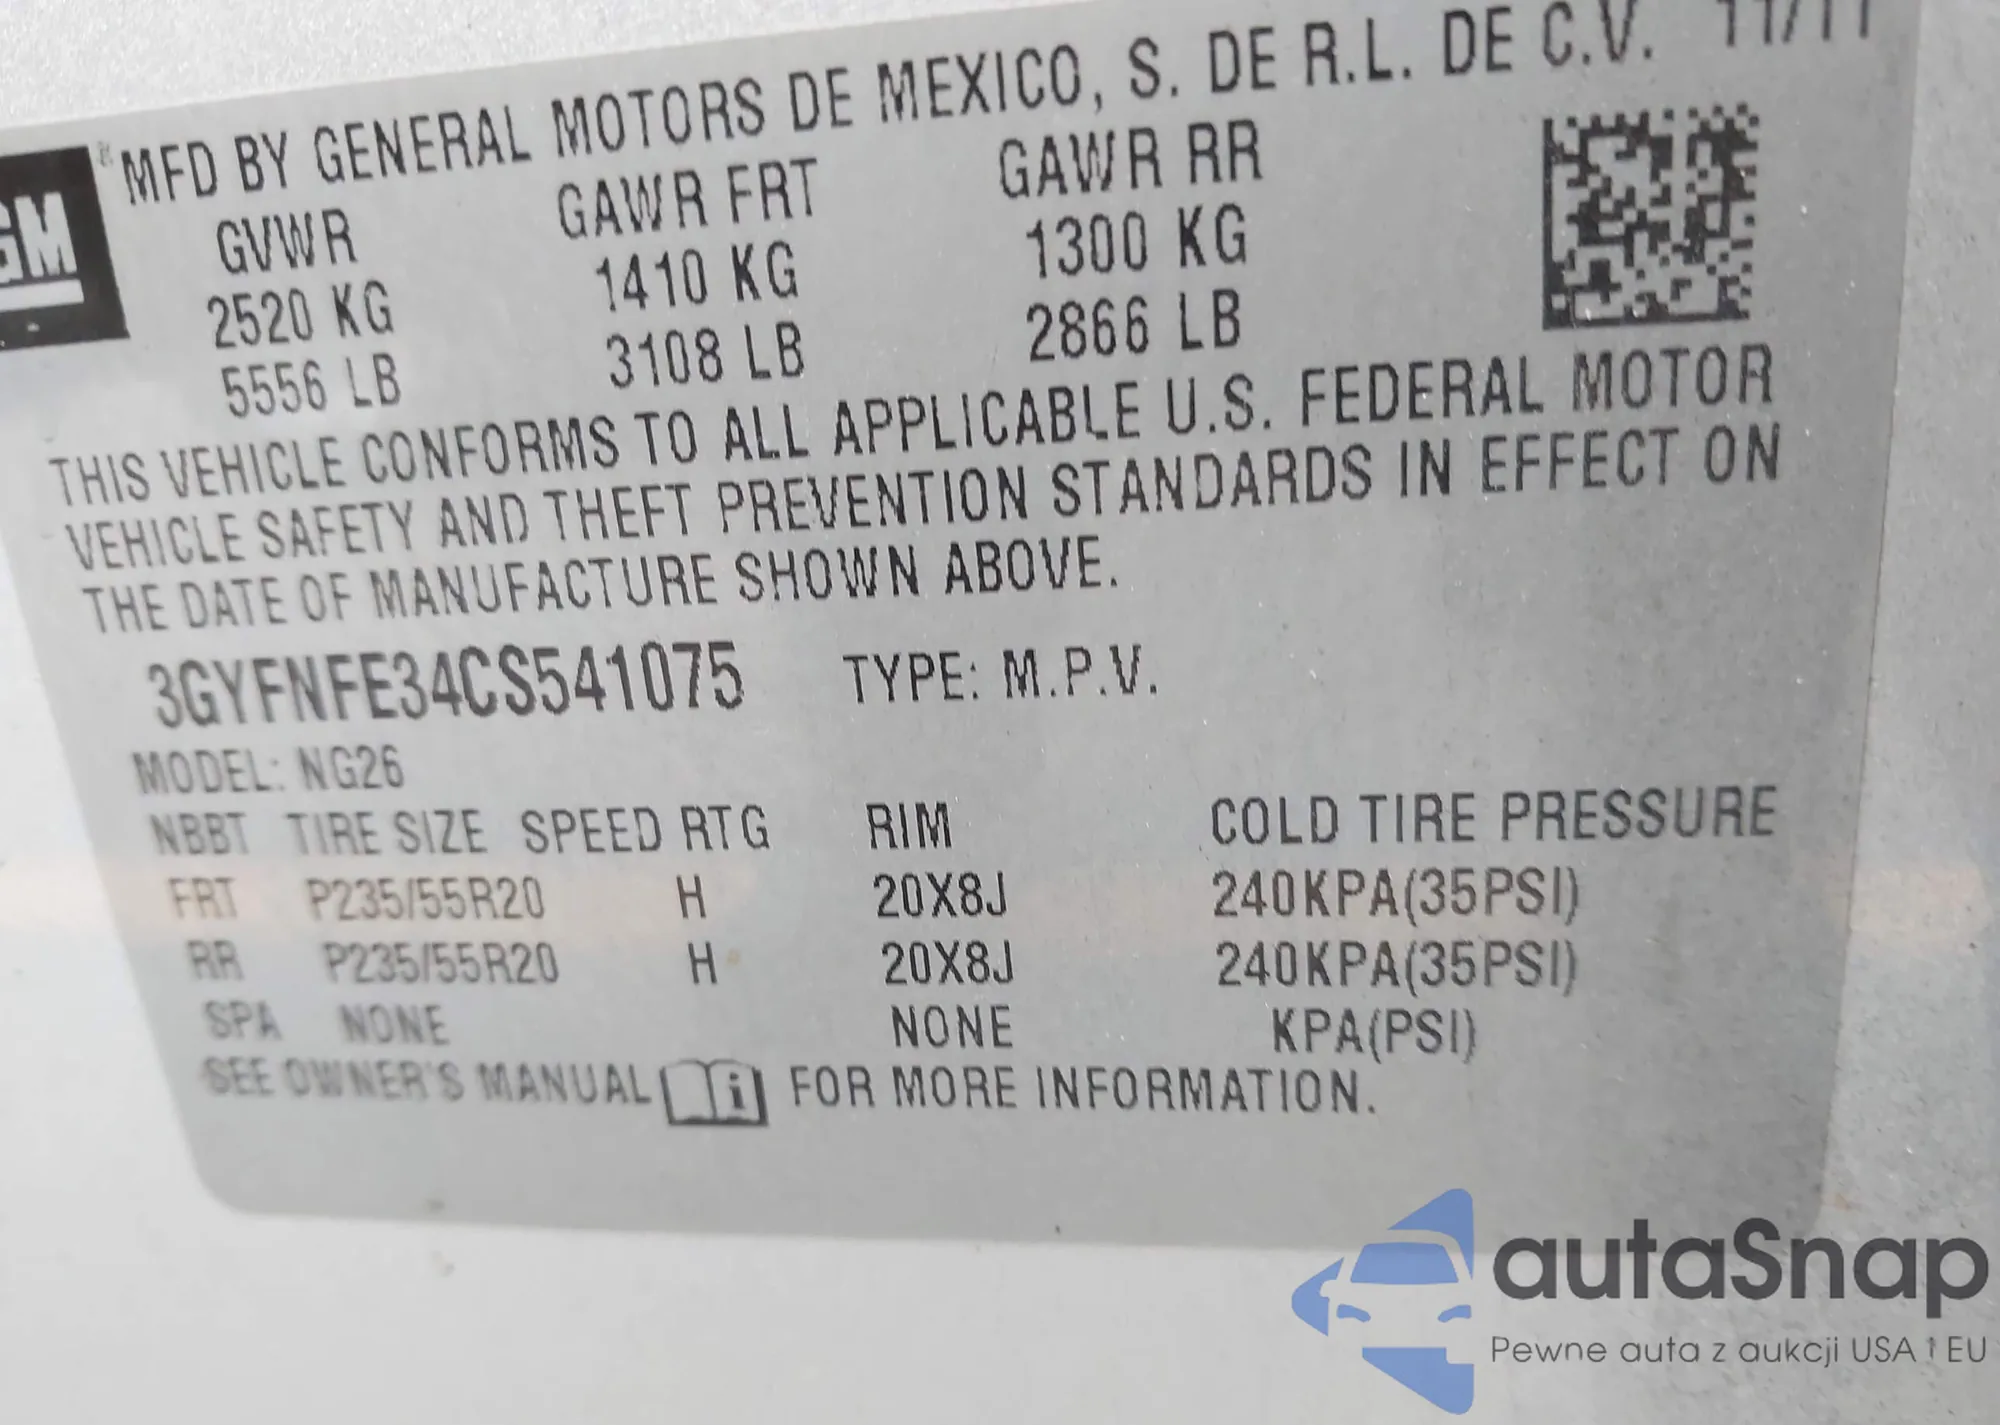 GM
MFD BY GENERAL MOTORS DE MEXICO, S. DE R.L. DE C.V. 11/11
GVWR GAWR FRT GAWR RR
2520 KG 1410 KG 1300 KG
5556 LB 3108 LB 2866 LB
THIS VEHICLE CONFORMS TO ALL APPLICABLE U.S. FEDERAL MOTOR
VEHICLE SAFETY AND THEFT PREVENTION STANDARDS IN EFFECT ON
THE DATE OF MANUFACTURE SHOWN ABOVE.
3GYFNFE34CS541075 TYPE: M.P.V.
MODEL: NG26
NBBT TIRE SIZE SPEED RTG RIM COLD TIRE PRESSURE
FRT P235/55R20 H 20X8J 240KPA(35PSI)
RR P235/55R20 H 20X8J 240KPA(35PSI)
SPA NONE NONE KPA(PSI)
SEE OWNER'S MANUAL i FOR MORE INFORMATION.
autaSnap
Pewne auta z aukcji USA i EU